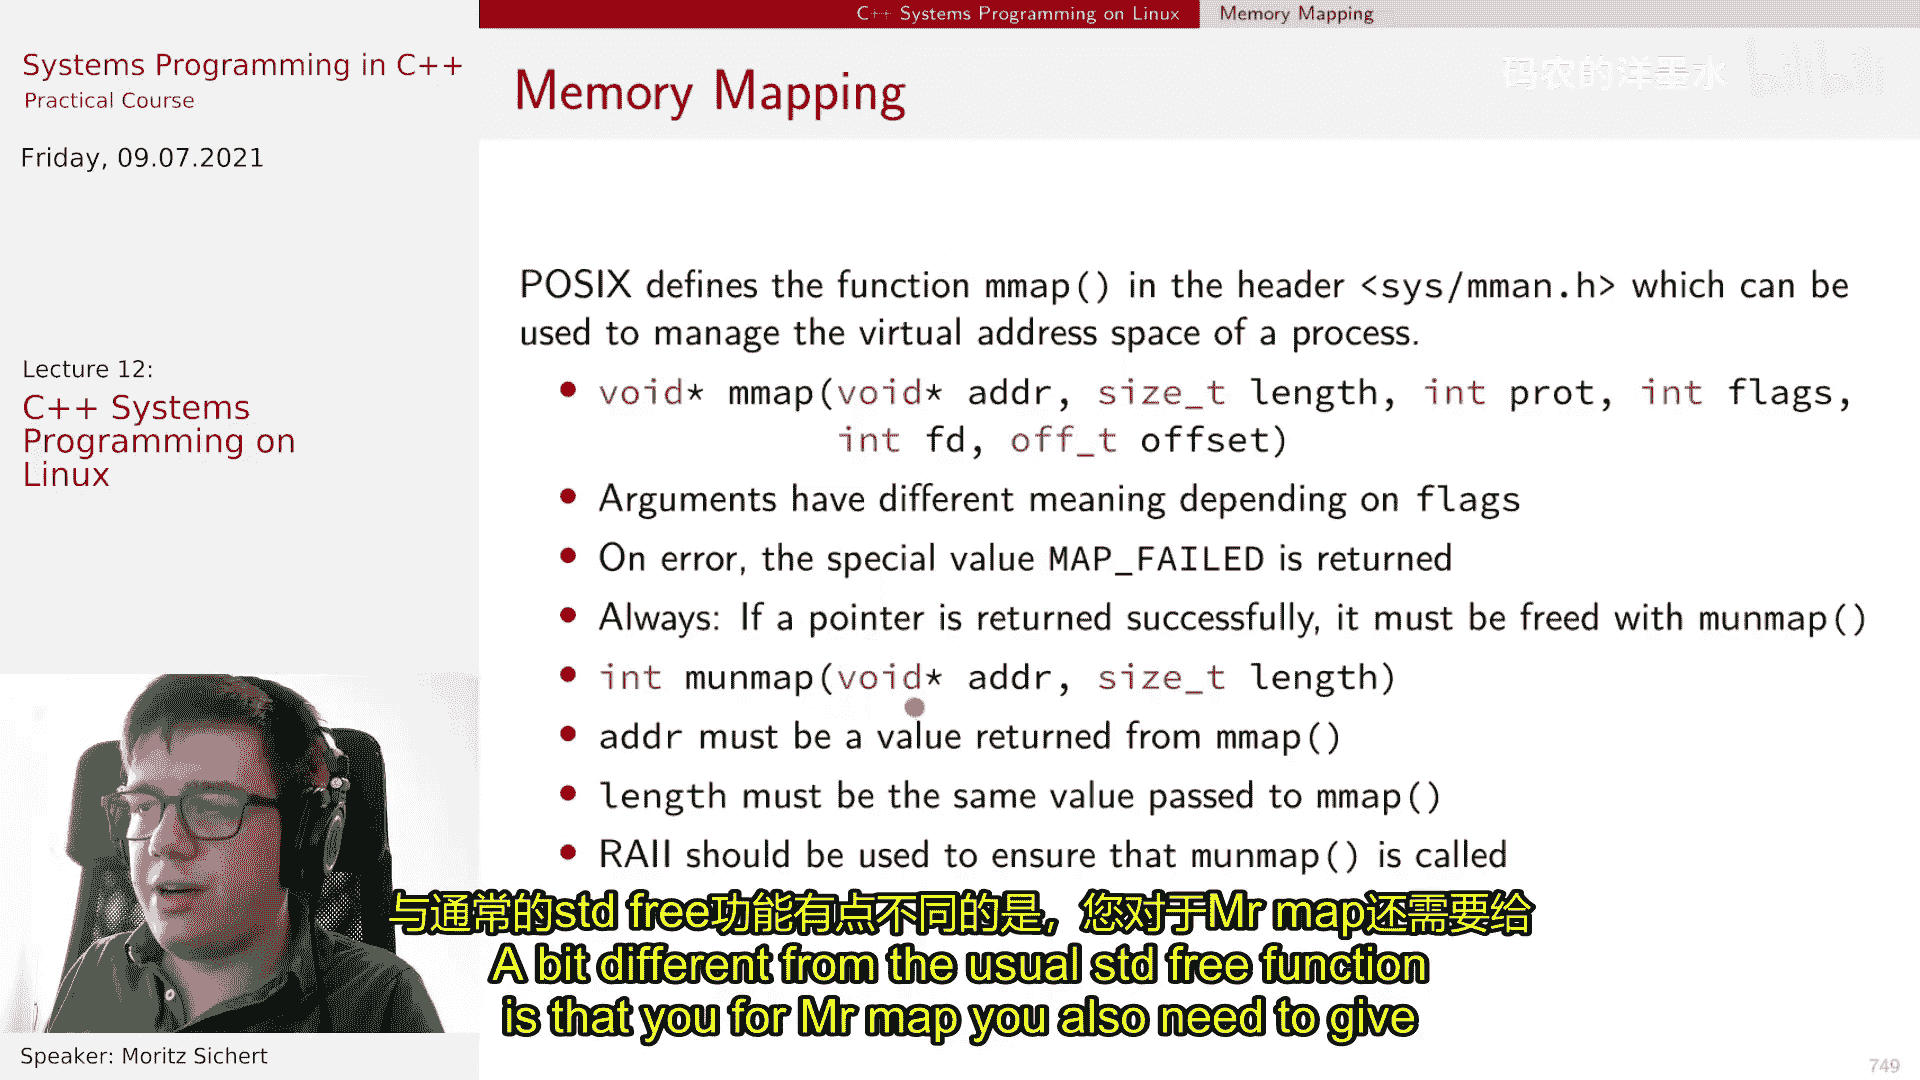 C++ Systems Programming on Linux
Memory Mapping
Systems Programming in C++
Practical Course
Friday, 09.07.2021
Memory Mapping
码农的洋墨水
bilibili
Lecture 12:
C++ Systems
Programming on
Linux
POSIX defines the function mmap() in the header <sys/mman.h> which can be
used to manage the virtual address space of a process.
• void* mmap(void* addr, size_t length, int prot, int flags,
int fd, off_t offset)
• Arguments have different meaning depending on flags
• On error, the special value MAP_FAILED is returned
• Always: If a pointer is returned successfully, it must be freed with munmap()
• int munmap(void* addr, size_t length)
• addr must be a value returned from mmap()
• length must be the same value passed to mmap()
• RAII should be used to ensure that munmap() is called
与通常的std free功能有点不同的是，您对于Mr map还需要给
A bit different from the usual std free function
is that you for Mr map you also need to give
Speaker: Moritz Sichert
749